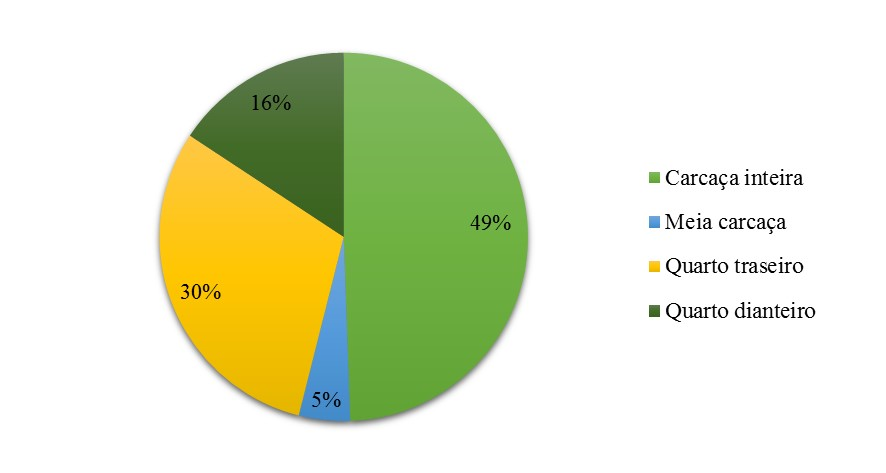 16%
49%
30%
5%
Carcaça inteira
Meia carcaça
Quarto traseiro
Quarto dianteiro